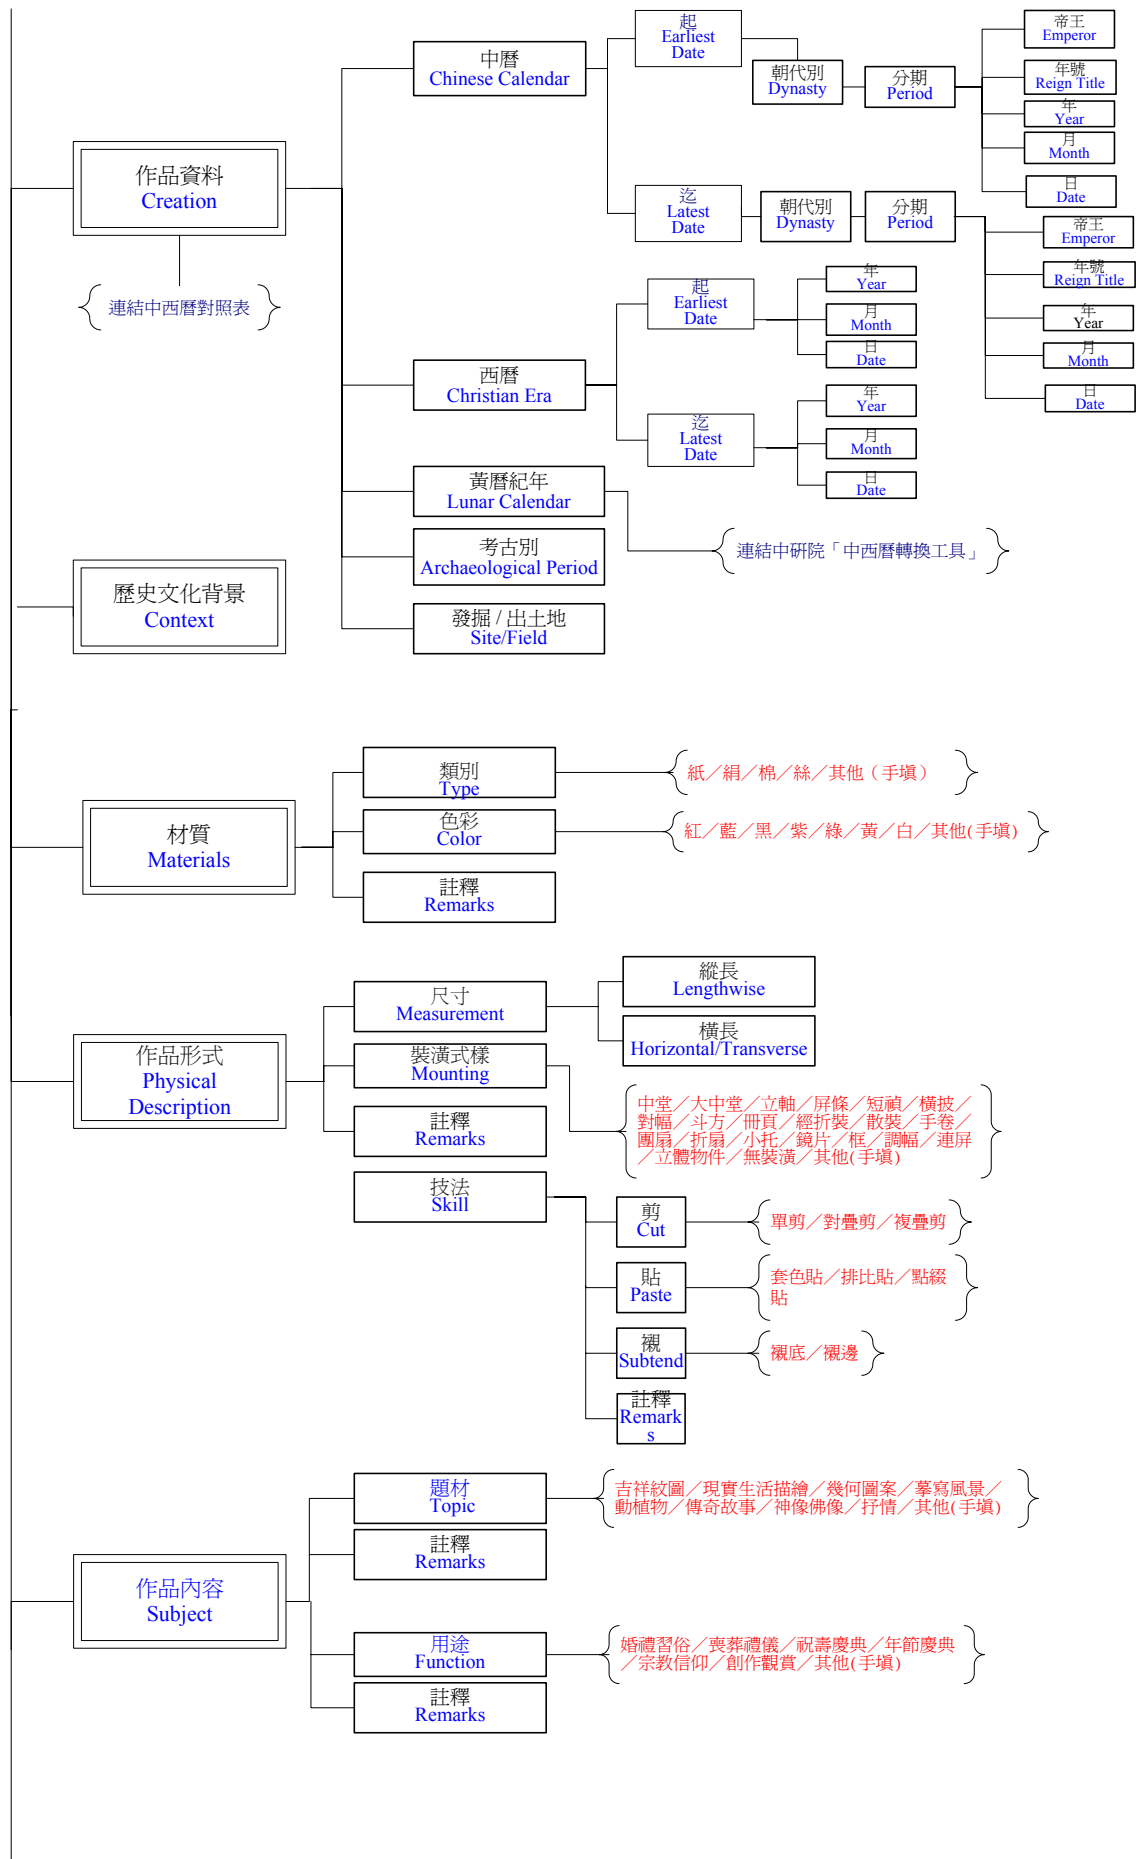 作品資料
Creation
連結中西曆對照表
中曆
Chinese Calendar
起
Earliest
Date
朝代別
Dynasty
分期
Period
帝王
Emperor
年號
Reign Title
年
Year
月
Month
日
Date
迄
Latest
Date
朝代別
Dynasty
分期
Period
帝王
Emperor
年號
Reign Title
年
Year
月
Month
日
Date
西曆
Christian Era
起
Earliest
Date
年
Year
月
Month
日
Date
迄
Latest
Date
年
Year
月
Month
日
Date
黃曆紀年
Lunar Calendar
連結中研院「中西曆轉換工具」
考古別
Archaeological Period
發掘 / 出土地
Site/Field
歷史文化背景
Context
材質
Materials
類別
Type
紙／絹／棉／絲／其他（手塡）
色彩
Color
紅／藍／黑／紫／綠／黃／白／其他(手塡)
註釋
Remarks
作品形式
Physical
Description
尺寸
Measurement
縱長
Lengthwise
橫長
Horizontal/Transverse
裝潢式樣
Mounting
中堂／大中堂／立軸／屏條／短禎／橫披／
對幅／斗方／冊頁／經折裝／散裝／手卷／
團扇／折扇／小托／鏡片／框／調幅／連屏
／立體物件／無裝潢／其他(手塡)
註釋
Remarks
技法
Skill
剪
Cut
單剪／對疊剪／複疊剪
貼
Paste
套色貼／排比貼／點綴
貼
襯
Subtend
襯底／襯邊
註釋
Remark
s
作品內容
Subject
題材
Topic
吉祥紋圖／現實生活描繪／幾何圖案／摹寫風景／
動植物／傳奇故事／神像佛像／抒情／其他(手塡)
註釋
Remarks
用途
Function
婚禮習俗／喪葬禮儀／祝壽慶典／年節慶典
／宗教信仰／創作觀賞／其他(手塡)
註釋
Remarks